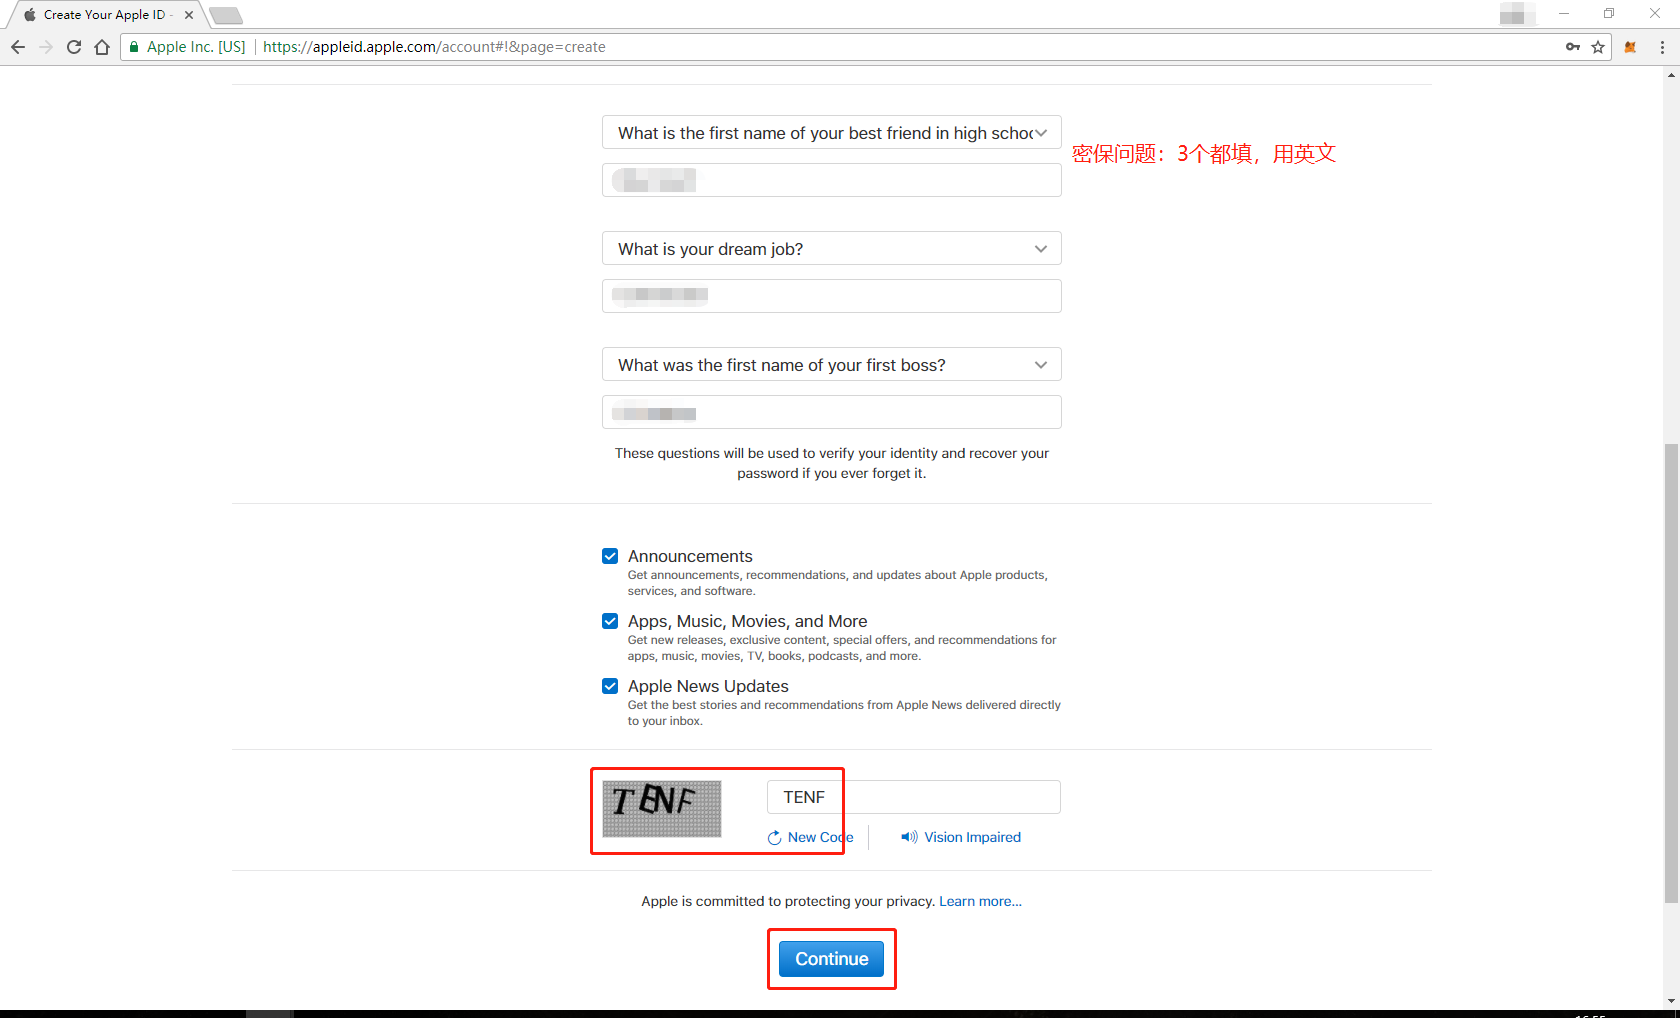 Create Your Apple ID -
Apple Inc. [US] https://appleid.apple.com/account#!&page=create
What is the first name of your best friend in high schoo
密保问题：3个都填，用英文
What is your dream job?
What was the first name of your first boss?
These questions will be used to verify your identity and recover your
password if you ever forget it.
Announcements
Get announcements, recommendations, and updates about Apple products,
services, and software.
Apps, Music, Movies, and More
Get new releases, exclusive content, special offers, and recommendations for
apps, music, movies, TV, books, podcasts, and more.
Apple News Updates
Get the best stories and recommendations from Apple News delivered directly
to your inbox.
TENF TENF
New Code Vision Impaired
Apple is committed to protecting your privacy. Learn more...
Continue